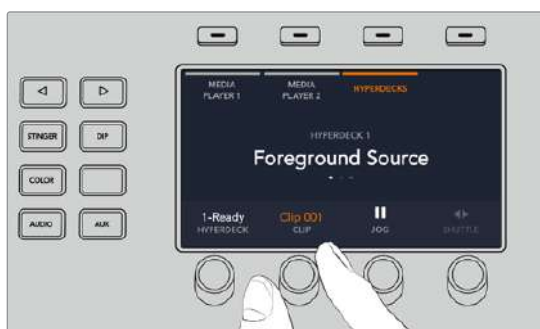 MEDIA PLAYER 1
MEDIA PLAYER 2
HYPERDECKS
STINGER
DIP
HYPERDECK 1
Foreground Source
COLOR
AUDIO
AUX
1-Ready
HYPERDECK
Clip 001
CLIP
JOG
SHUTTLE